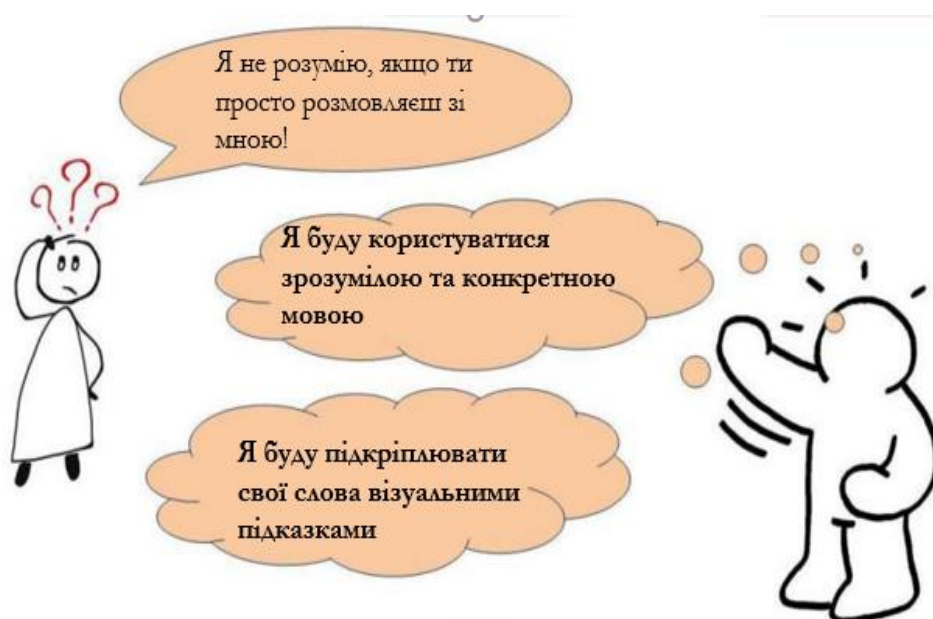 Я не розумію, якщо ти
просто розмовляєш зі
мною!
Я буду користуватися
зрозумілою та конкретною
мовою
Я буду підкріплювати
свої слова візуальними
підказками